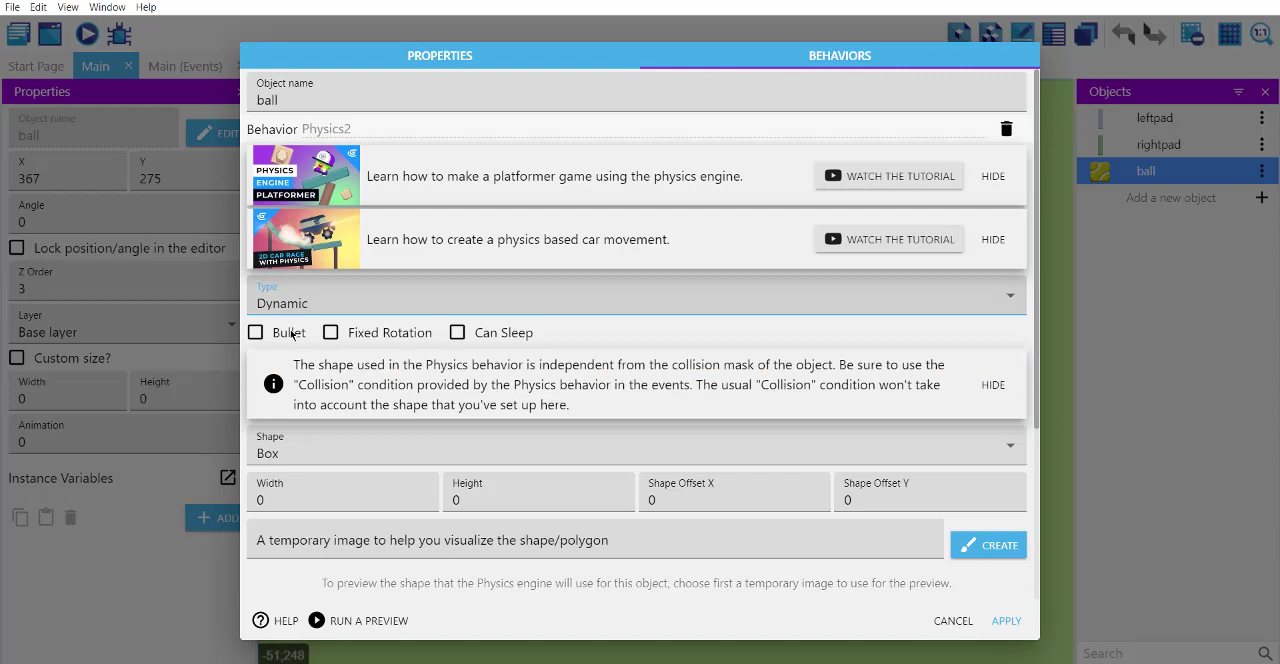 File Edit View Window Help
Start Page Main Main (Events)
Properties
Object name
ball
EDIT
X
367
Y
275
Angle
0
Lock position/angle in the editor
Z Order
3
Layer
Base layer
Custom size?
Width
0
Height
0
Animation
0
Instance Variables
ADD
PROPERTIES BEHAVIORS
Object name
ball
Behavior Physics2
PHYSICS
ENGINE
PLATFORMER
Learn how to make a platformer game using the physics engine.
WATCH THE TUTORIAL
HIDE
2D CAR RACE
WITH PHYSICS
Learn how to create a physics based car movement.
WATCH THE TUTORIAL
HIDE
Type
Dynamic
Bullet Fixed Rotation Can Sleep
The shape used in the Physics behavior is independent from the collision mask of the object. Be sure to use the
"Collision" condition provided by the Physics behavior in the events. The usual "Collision" condition won't take
into account the shape that you've set up here.
HIDE
Shape
Box
Width
0
Height
0
Shape Offset X
0
Shape Offset Y
0
A temporary image to help you visualize the shape/polygon
CREATE
To preview the shape that the Physics engine will use for this object, choose first a temporary image to use for the preview.
HELP RUN A PREVIEW CANCEL APPLY
-51,248
1:1
Objects
leftpad
rightpad
ball
Add a new object
Search